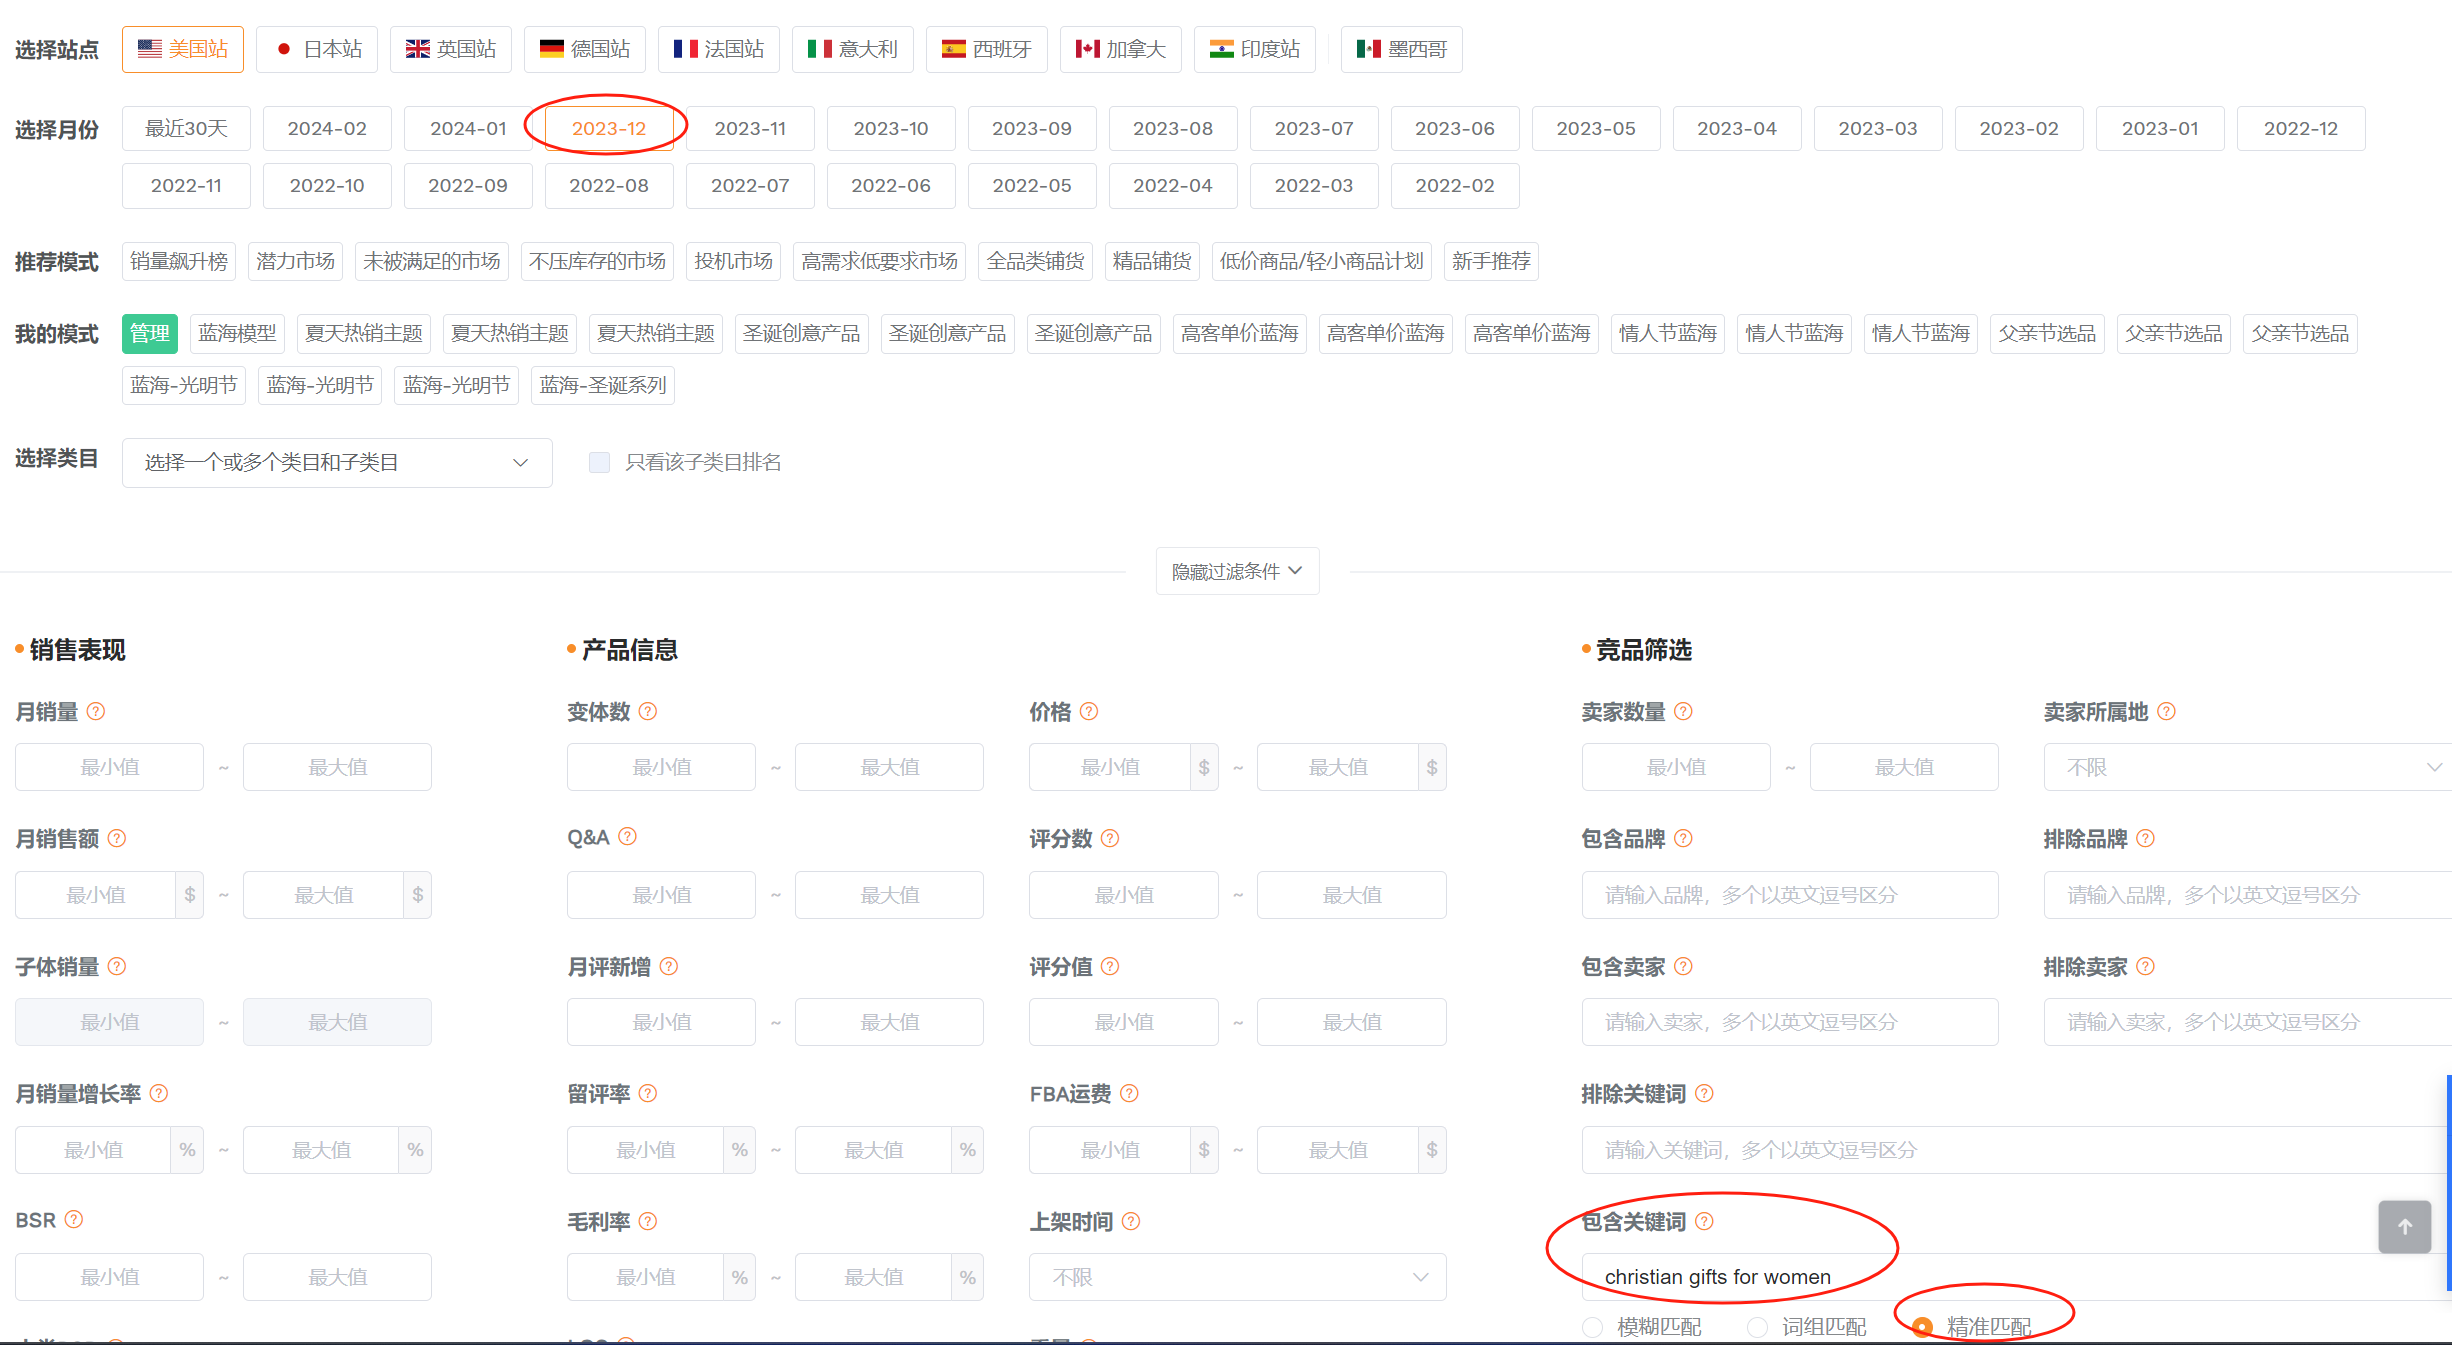 选择站点 美国站 日本站 英国站 德国站 法国站 意大利 西班牙 加拿大 印度站 墨西哥
选择月份 最近30天 2024-02 2024-01 2023-12 2023-11 2023-10 2023-09 2023-08 2023-07 2023-06 2023-05 2023-04 2023-03 2023-02 2023-01 2022-12
2022-11 2022-10 2022-09 2022-08 2022-07 2022-06 2022-05 2022-04 2022-03 2022-02
推荐模式 销量飙升榜 潜力市场 未被满足的市场 不压库存的市场 投机市场 高需求低要求市场 全品类铺货 精品铺货 低价商品/轻小商品计划 新手推荐
我的模式 管理 蓝海模型 夏天热销主题 夏天热销主题 夏天热销主题 圣诞创意产品 圣诞创意产品 圣诞创意产品 高客单价蓝海 高客单价蓝海 高客单价蓝海 情人节蓝海 情人节蓝海 情人节蓝海 父亲节选品 父亲节选品 父亲节选品
蓝海-光明节 蓝海-光明节 蓝海-光明节 蓝海-圣诞系列
选择类目 选择一个或多个类目和子类目 只看该子类目排名
隐藏过滤条件
销售表现 产品信息 竞品筛选
月销量 ? 变体数 ? 价格 ? 卖家数量 ? 卖家所属地 ?
最小值 ~ 最大值 最小值 ~ 最大值 最小值 $ ~ 最大值 $ 最小值 ~ 最大值 不限
月销售额 ? Q&A ? 评分数 ? 包含品牌 ? 排除品牌 ?
最小值 $ ~ 最大值 $ 最小值 ~ 最大值 最小值 ~ 最大值 请输入品牌，多个以英文逗号区分 请输入品牌，多个以英文逗号区分
子体销量 ? 月评新增 ? 评分值 ? 包含卖家 ? 排除卖家 ?
最小值 ~ 最大值 最小值 ~ 最大值 最小值 ~ 最大值 请输入卖家，多个以英文逗号区分 请输入卖家，多个以英文逗号区分
月销量增长率 ? 留评率 ? FBA运费 ? 排除关键词 ?
最小值 % ~ 最大值 % 最小值 % ~ 最大值 % 最小值 $ ~ 最大值 $ 请输入关键词，多个以英文逗号区分
BSR ? 毛利率 ? 上架时间 ? 包含关键词 ?
最小值 ~ 最大值 最小值 % ~ 最大值 % 不限 christian gifts for women
模糊匹配 词组匹配 精准匹配